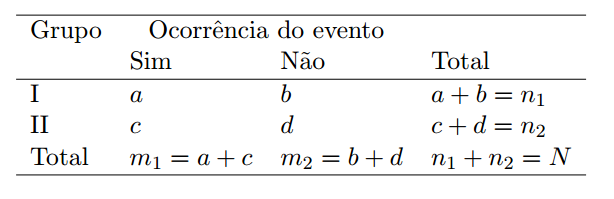 Grupo Ocorrência do evento
Sim Não Total
I a b a + b = n₁
II c d c + d = n₂
Total m₁ = a + c m₂ = b + d n₁ + n₂ = N